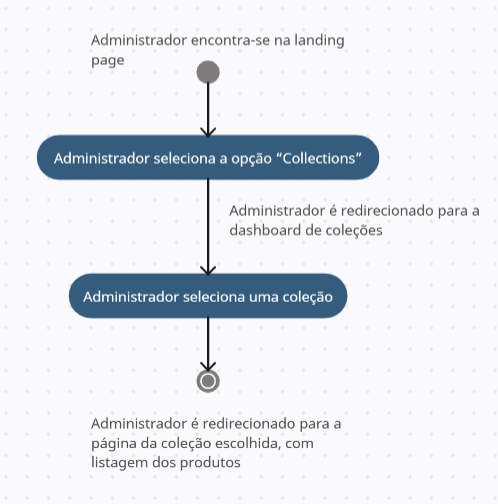 Administrador encontra-se na landing
page
Administrador seleciona a opção “Collections”
Administrador é redirecionado para a
dashboard de coleções
Administrador seleciona uma coleção
Administrador é redirecionado para a
página da coleção escolhida, com
listagem dos produtos